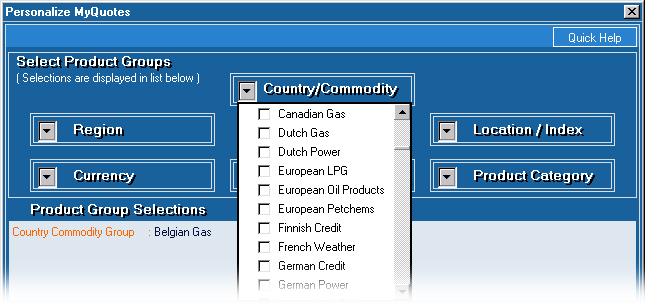 Personalize MyQuotes
Quick Help
Select Product Groups
( Selections are displayed in list below )
Country/Commodity
Region
Location / Index
Currency
Product Category
Canadian Gas
Dutch Gas
Dutch Power
European LPG
European Oil Products
European Petchems
Finnish Credit
French Weather
German Credit
German Power
Product Group Selections
Country Commodity Group : Belgian Gas